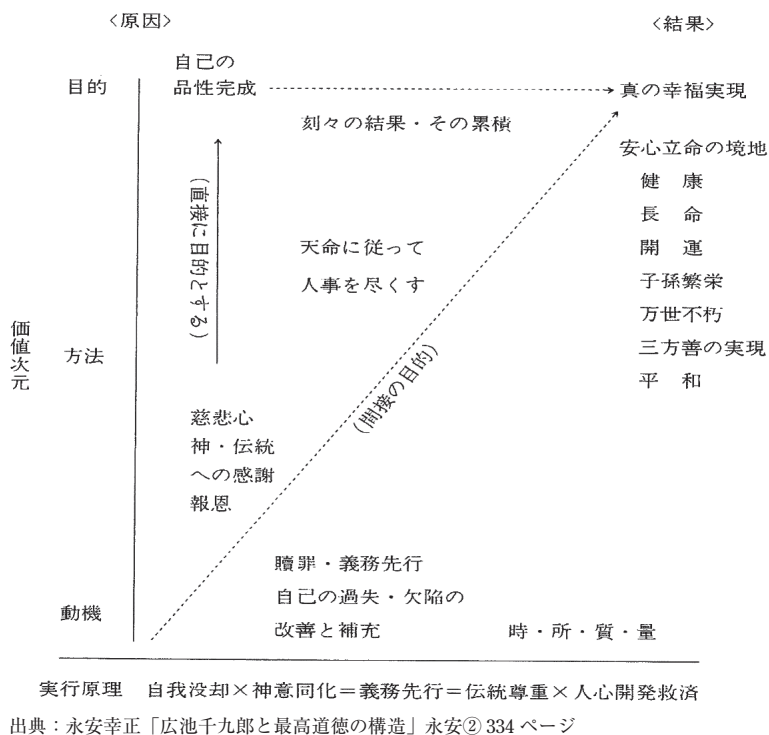 〈原因〉
〈結果〉
目的
自己の
品性完成
真の幸福実現
刻々の結果・その累積
(直接に目的とする)
天命に従って
人事を尽くす
安心立命の境地
健 康
長 命
開 運
子孫繁栄
万世不朽
三方善の実現
平 和
価値次元
方法
(間接の目的)
慈悲心
神・伝統
への感謝
報恩
動機
贖罪・義務先行
自己の過失・欠陥の
改善と補充
時・所・質・量
実行原理 自我没却×神意同化=義務先行=伝統尊重×人心開発救済
出典：永安幸正「広池千九郎と最高道徳の構造」永安② 334 ページ